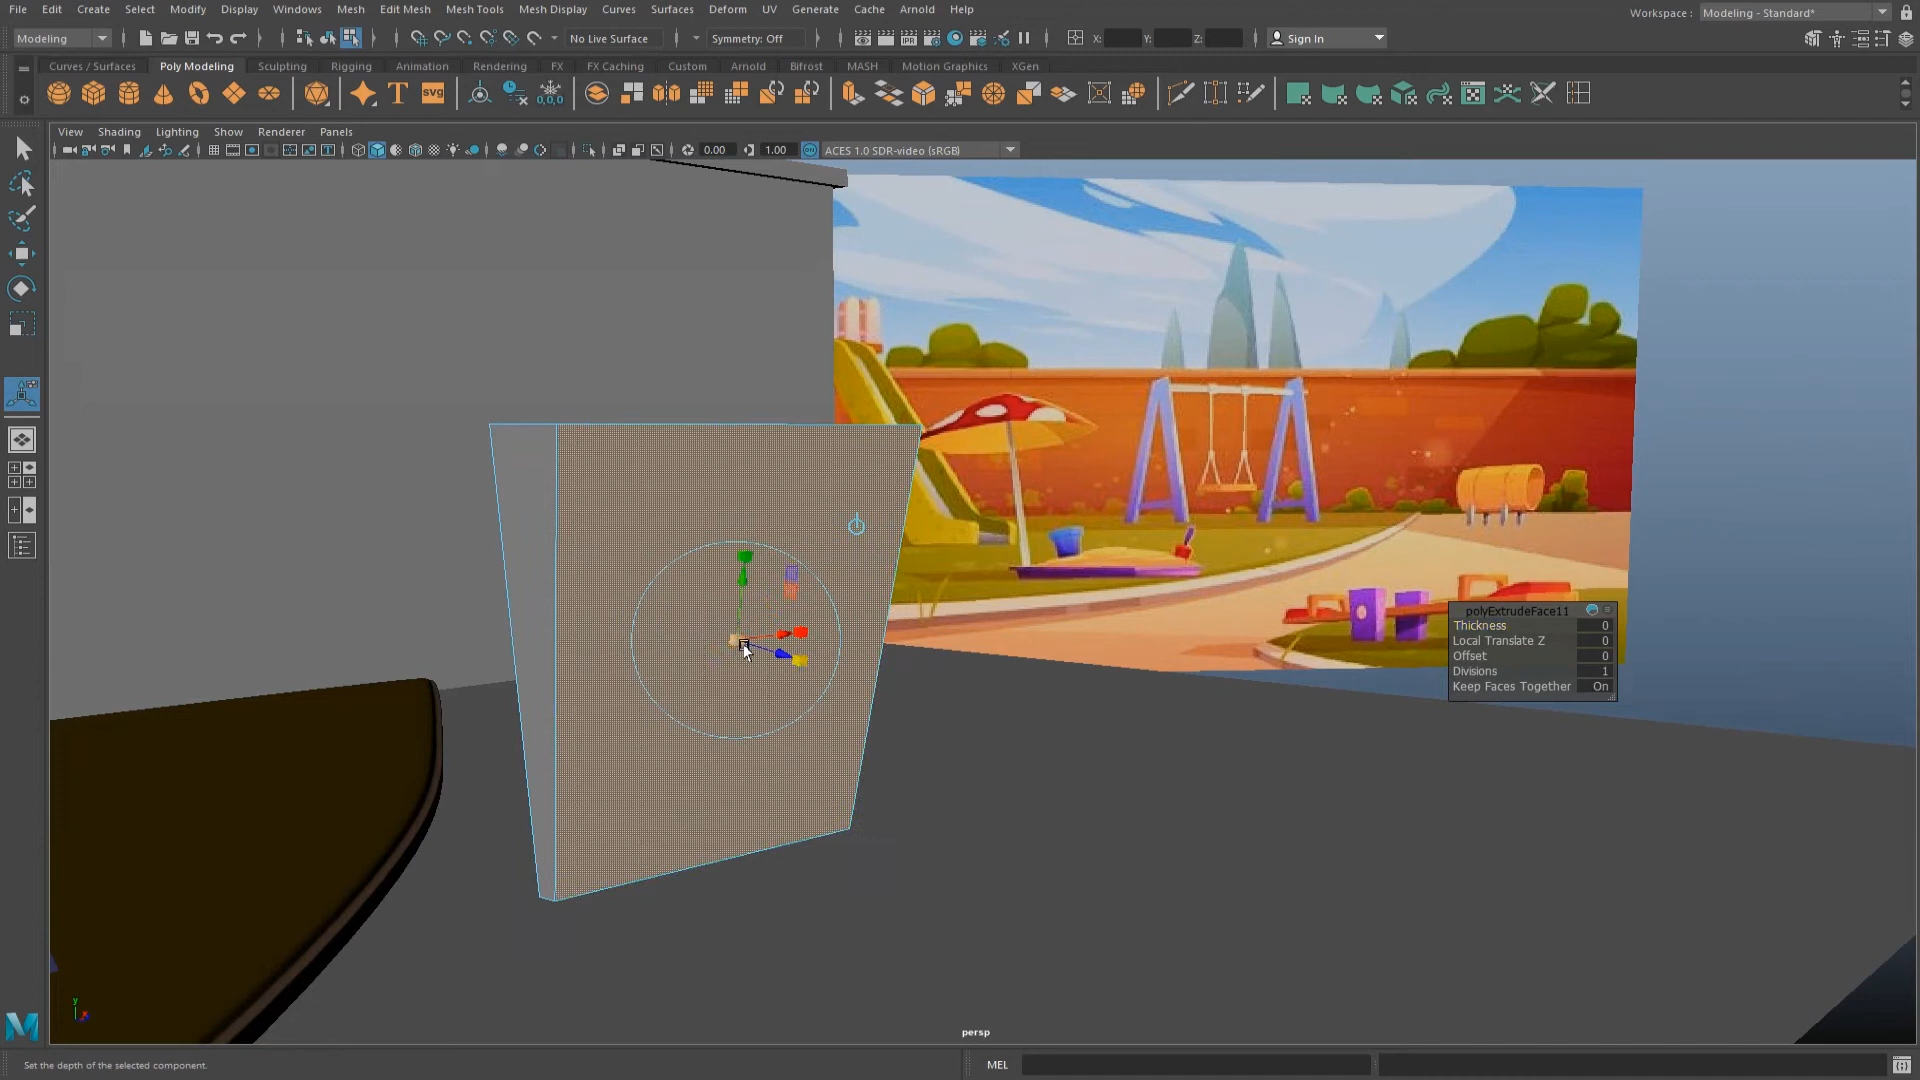 File Edit Create Select Modify Display Windows Mesh Edit Mesh Mesh Tools Mesh Display Curves Surfaces Deform UV Generate Cache Arnold Help
Workspace : Modeling - Standard*
Modeling No Live Surface Symmetry: Off X: Y: Z: Sign In
Curves / Surfaces Poly Modeling Sculpting Rigging Animation Rendering FX FX Caching Custom Arnold Bifrost MASH Motion Graphics XGen
T svg 0,0,0
View Shading Lighting Show Renderer Panels
0.00 1.00 ACES 1.0 SDR-video (sRGB)
polyExtrudeFace11
Thickness 0
Local Translate Z 0
Offset 0
Divisions 1
Keep Faces Together On
y
x
persp
Set the depth of the selected component.
MEL